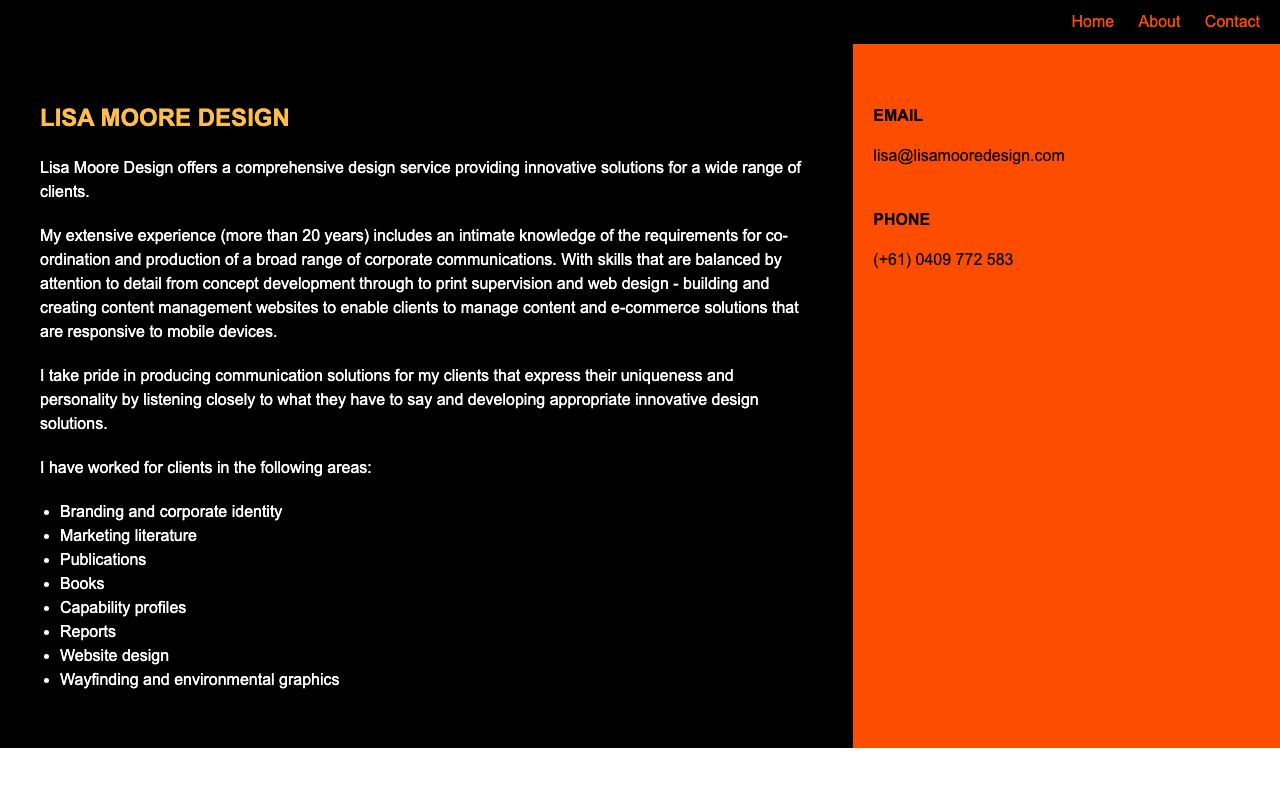 Home About Contact
LISA MOORE DESIGN
Lisa Moore Design offers a comprehensive design service providing innovative solutions for a wide range of
clients.
My extensive experience (more than 20 years) includes an intimate knowledge of the requirements for co-
ordination and production of a broad range of corporate communications. With skills that are balanced by
attention to detail from concept development through to print supervision and web design - building and
creating content management websites to enable clients to manage content and e-commerce solutions that
are responsive to mobile devices.
I take pride in producing communication solutions for my clients that express their uniqueness and
personality by listening closely to what they have to say and developing appropriate innovative design
solutions.
I have worked for clients in the following areas:
• Branding and corporate identity
• Marketing literature
• Publications
• Books
• Capability profiles
• Reports
• Website design
• Wayfinding and environmental graphics
EMAIL
lisa@lisamooredesign.com
PHONE
(+61) 0409 772 583